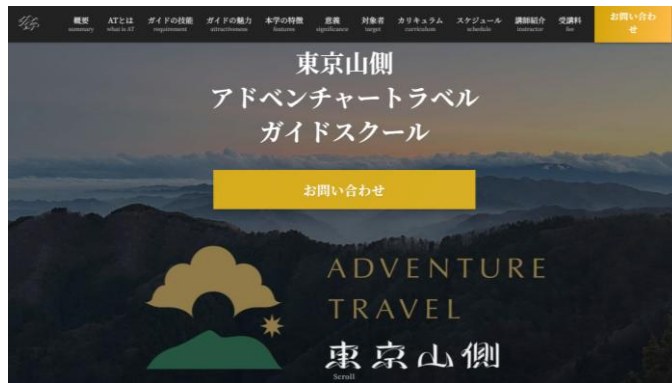 概要
summary
ATとは
what is AT
ガイドの技能
requirement
ガイドの魅力
attractiveness
本学の特徴
features
意義
significance
対象者
target
カリキュラム
curriculum
スケジュール
schedule
講師紹介
instructor
受講料
fee
お問い合わ
せ
東京山側
アドベンチャートラベル
ガイドスクール
お問い合わせ
ADVENTURE
TRAVEL
東京山側
Scroll